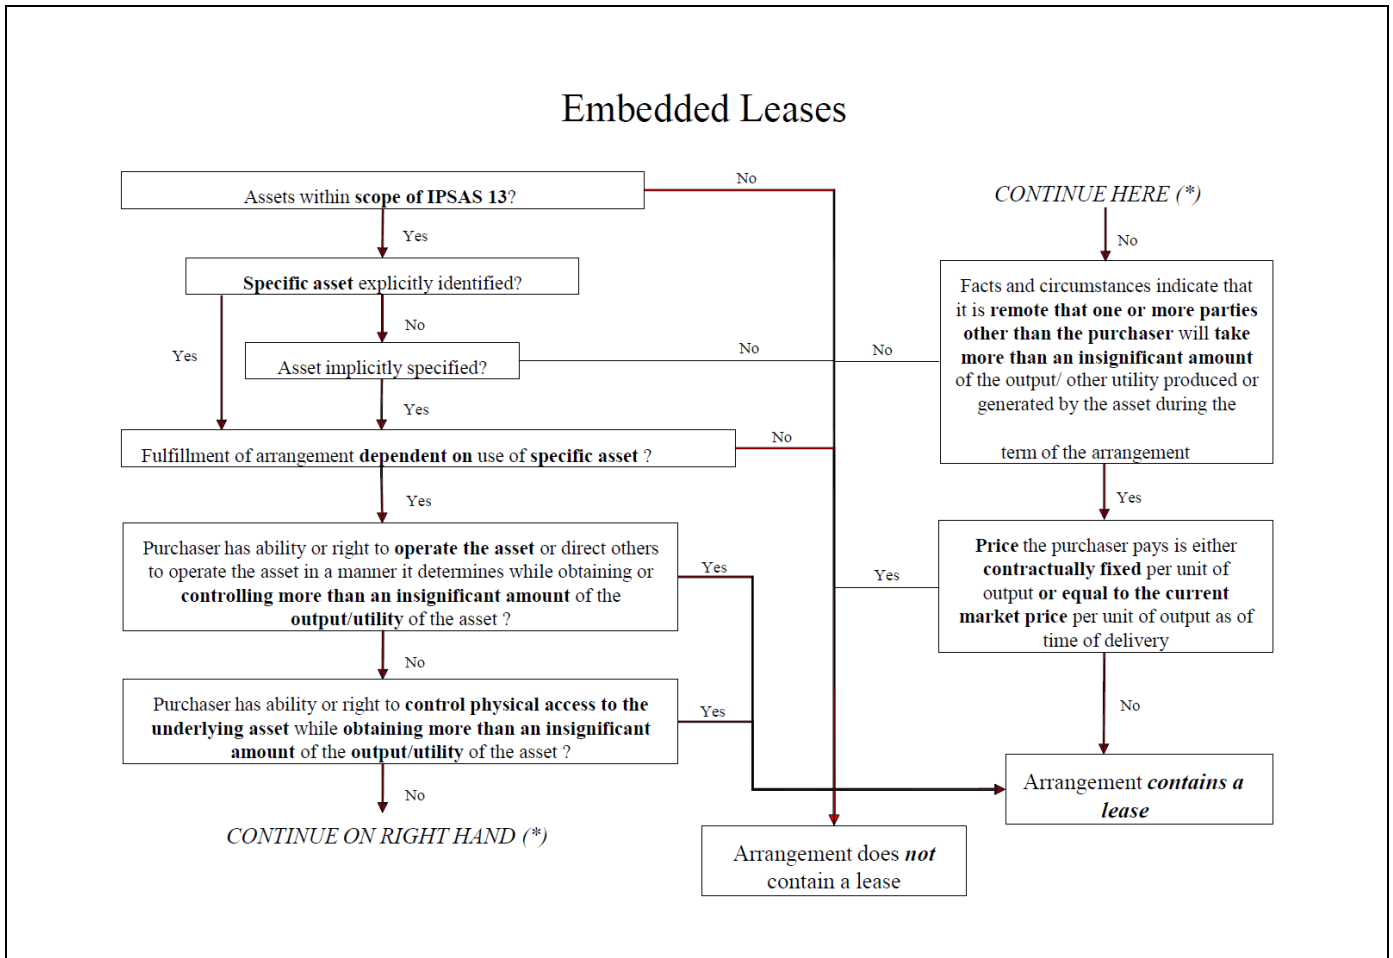 Embedded Leases
Assets within scope of IPSAS 13?
No
Yes
Specific asset explicitly identified?
Yes
No
Asset implicitly specified?
No
Yes
Fulfillment of arrangement dependent on use of specific asset ?
No
Yes
Purchaser has ability or right to operate the asset or direct others
to operate the asset in a manner it determines while obtaining or
controlling more than an insignificant amount of the
output/utility of the asset ?
Yes
No
Purchaser has ability or right to control physical access to the
underlying asset while obtaining more than an insignificant
amount of the output/utility of the asset ?
Yes
No
CONTINUE ON RIGHT HAND (*)
CONTINUE HERE (*)
No
Facts and circumstances indicate that
it is remote that one or more parties
other than the purchaser will take
more than an insignificant amount
of the output/ other utility produced or
generated by the asset during the
term of the arrangement
No
Yes
Price the purchaser pays is either
contractually fixed per unit of
output or equal to the current
market price per unit of output as of
time of delivery
Yes
No
Arrangement contains a
lease
Arrangement does not
contain a lease